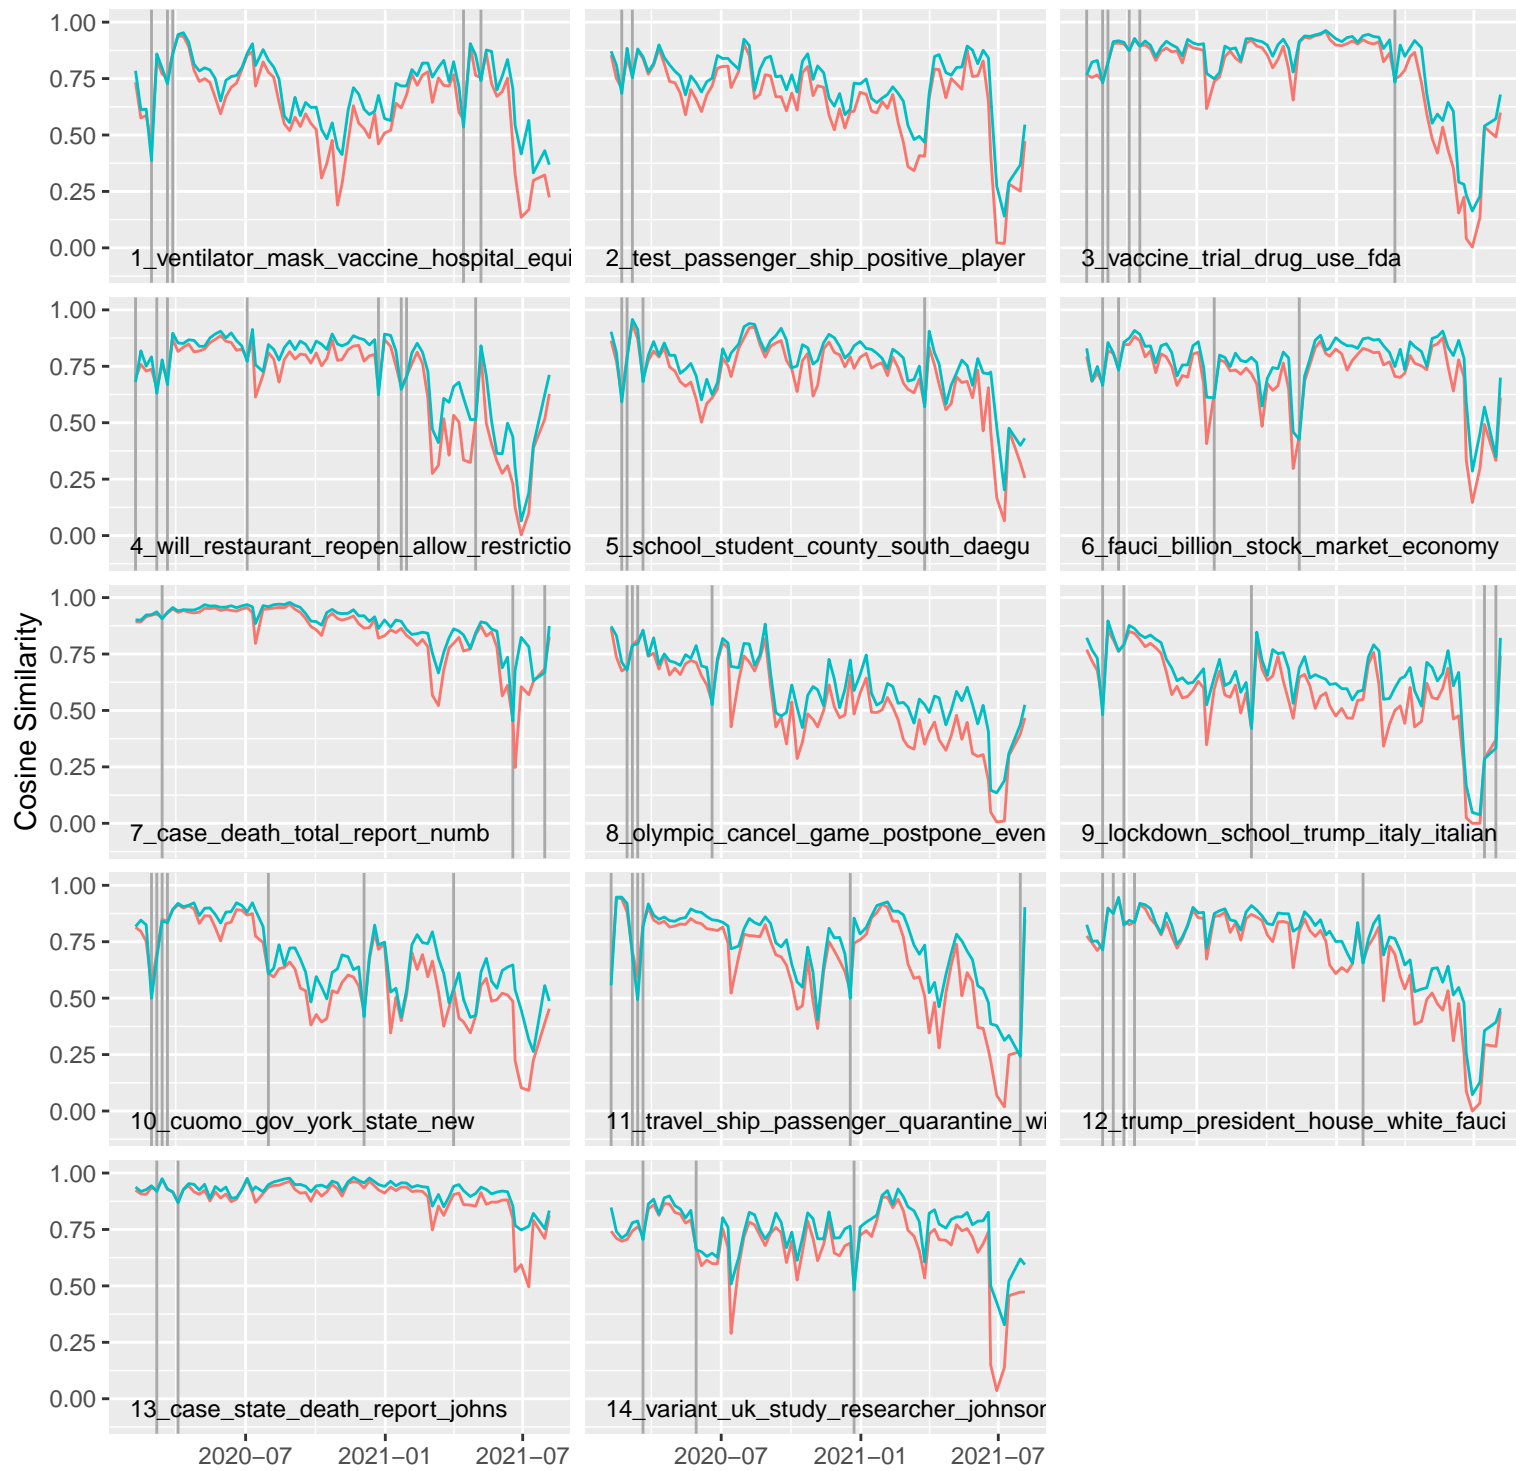 Cosine Similarity
1.00
0.75
0.50
0.25
0.00
1_ventilator_mask_vaccine_hospital_equi
2_test_passenger_ship_positive_player
3_vaccine_trial_drug_use_fda
1.00
0.75
0.50
0.25
0.00
4_will_restaurant_reopen_allow_restrictio
5_school_student_county_south_daegu
6_fauci_billion_stock_market_economy
1.00
0.75
0.50
0.25
0.00
7_case_death_total_report_numb
8_olympic_cancel_game_postpone_even
9_lockdown_school_trump_italy_italian
1.00
0.75
0.50
0.25
0.00
10_cuomo_gov_york_state_new
11_travel_ship_passenger_quarantine_wi
12_trump_president_house_white_fauci
1.00
0.75
0.50
0.25
0.00
13_case_state_death_report_johns
14_variant_uk_study_researcher_johnson
2020−07
2021−01
2021−07
2020−07
2021−01
2021−07